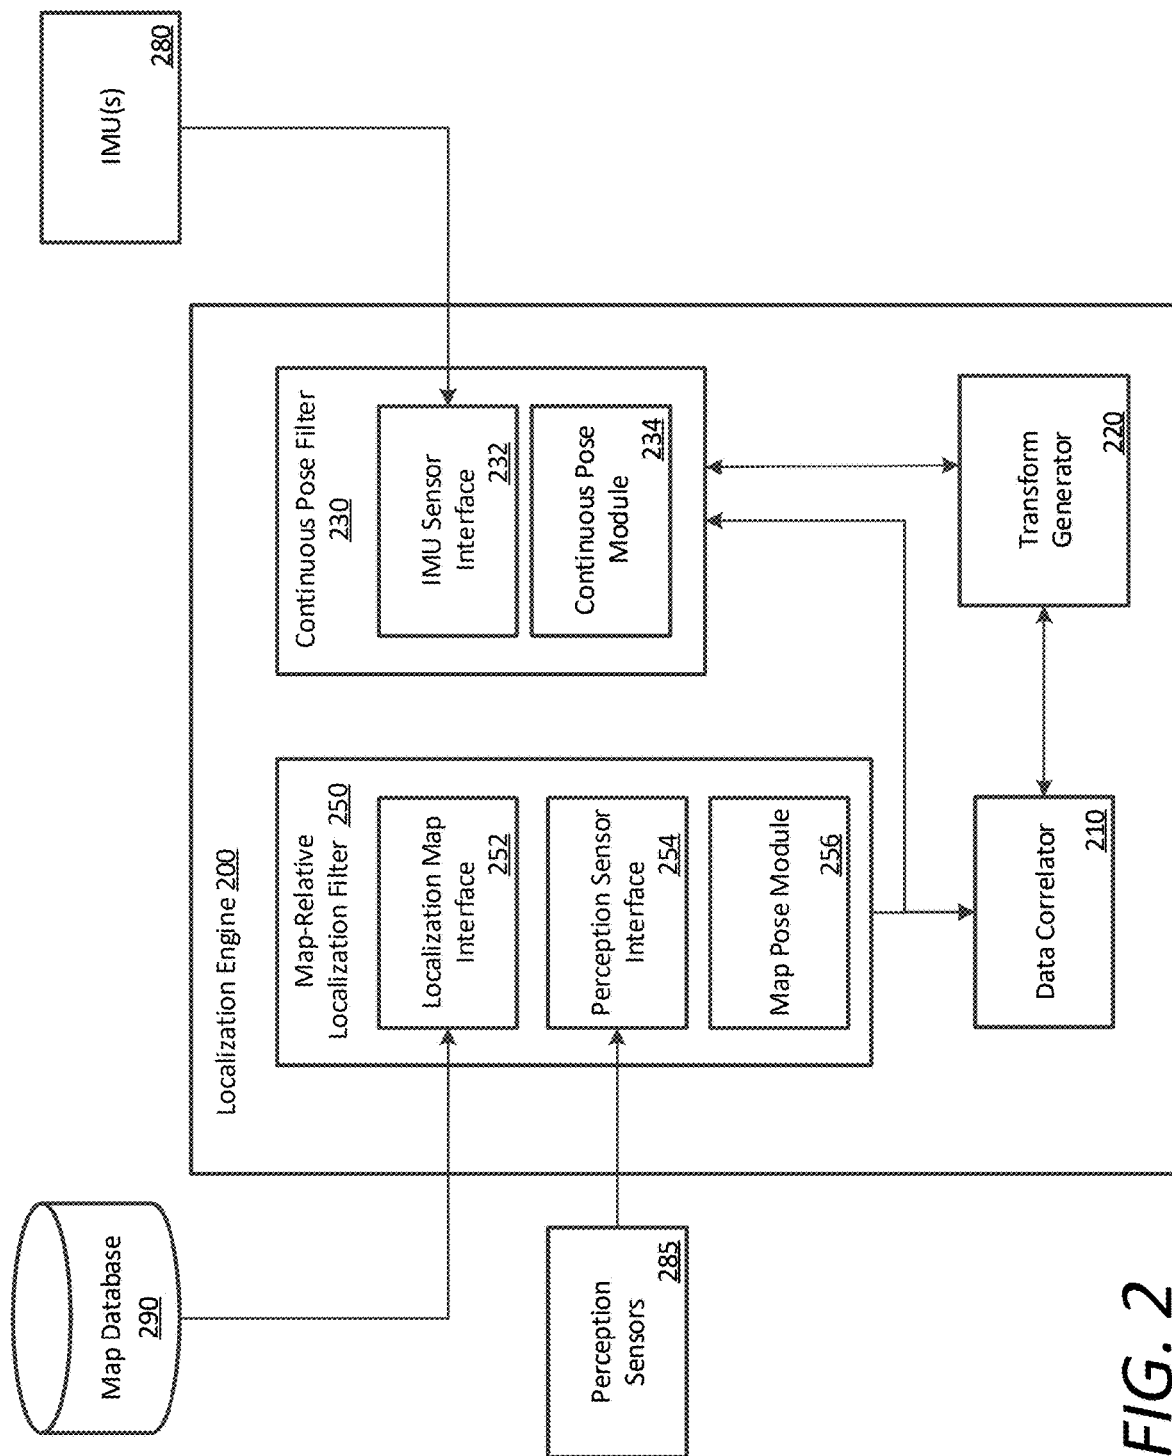 Map Database
290
IMU(s)
280
Localization Engine 200
Map-Relative
Localization Filter 250
Localization Map
Interface
252
Perception Sensor
Interface
254
Map Pose Module
256
Continuous Pose Filter
230
IMU Sensor
Interface
232
Continuous Pose
Module
234
Perception
Sensors
285
Data Correlator
210
Transform
Generator
220
FIG. 2